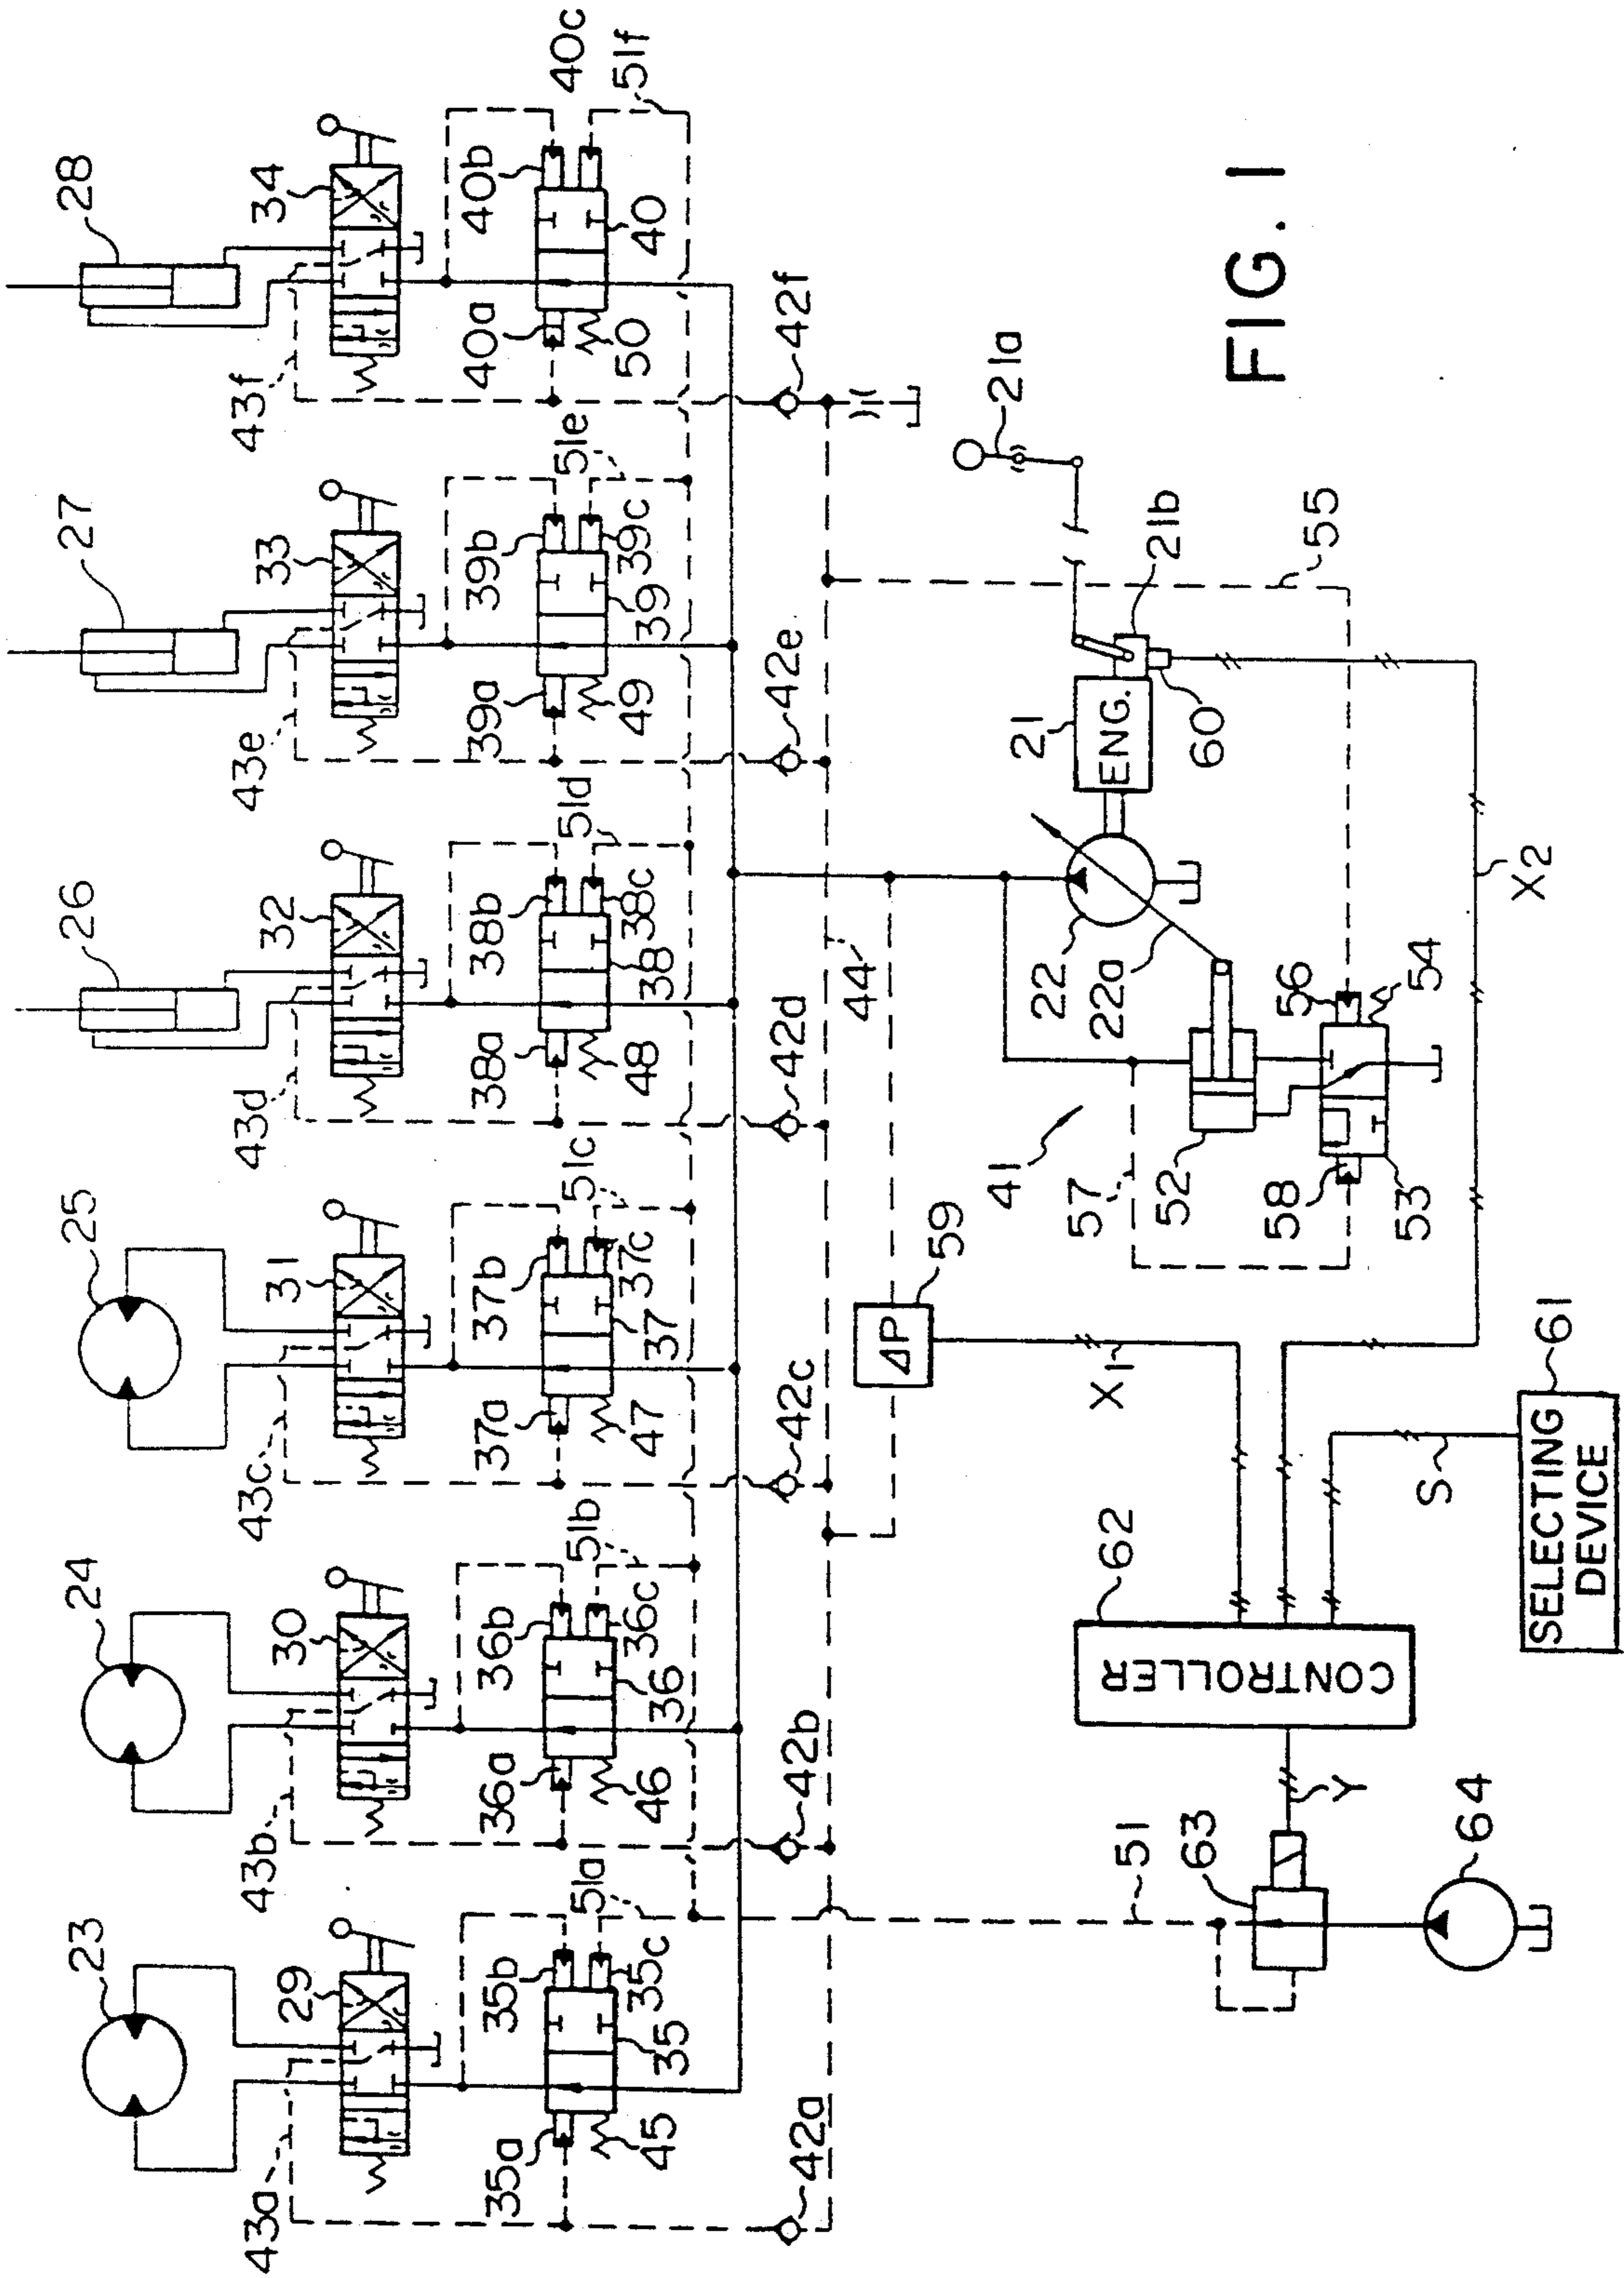 23
24
25
26
27
28
43a
29
43b
30
43c
31
43d
32
43e
33
43f
34
35a
35b
36a
36b
37a
37b
38a
38b
39a
39b
40a
40b
40c
45
35
35c
46
36
36c
47
37
37c
48
38
38c
49
39
39c
50
40
51a
51b
51c
51d
51e
51f
42a
42b
42c
42d
42e
42f
44
59
ΔP
X1
41
57
22
22a
21
ENG.
21a
21b
60
55
52
58
53
56
54
X2
62
CONTROLLER
S
61
SELECTING
DEVICE
51
63
Y
64
FIG. 1